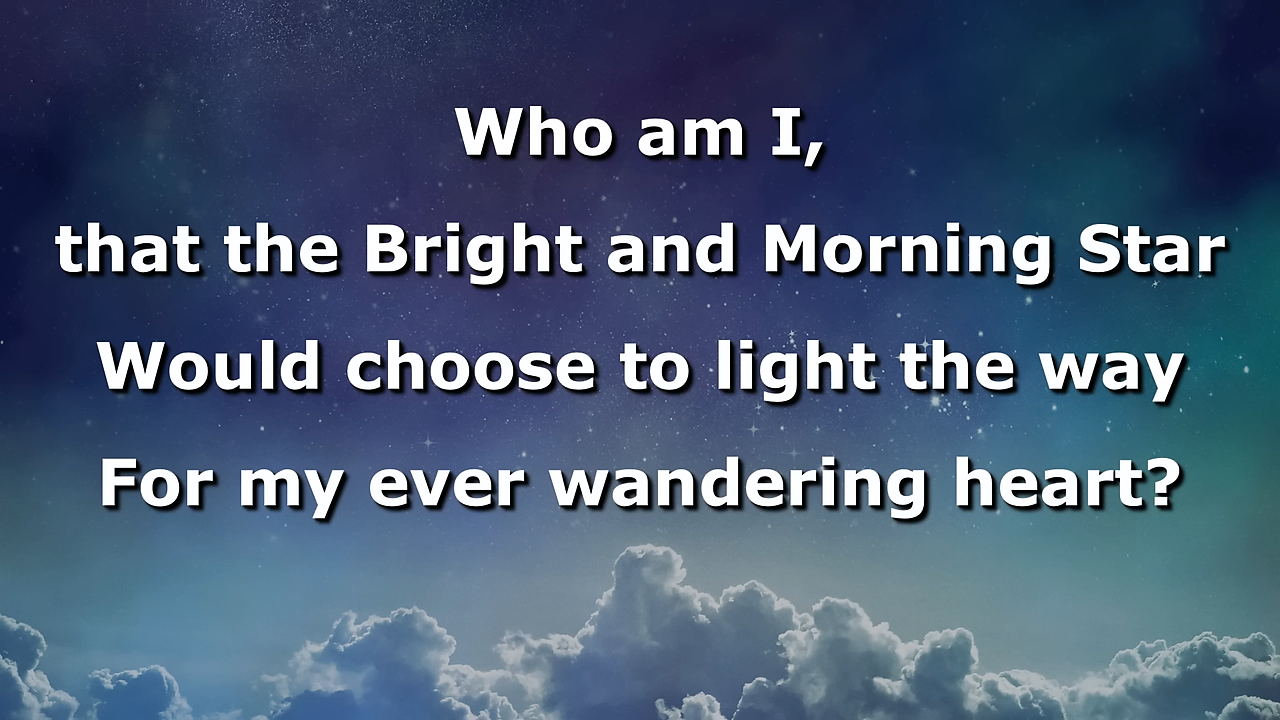 Who am I,
that the Bright and Morning Star
Would choose to light the way
For my ever wandering heart?